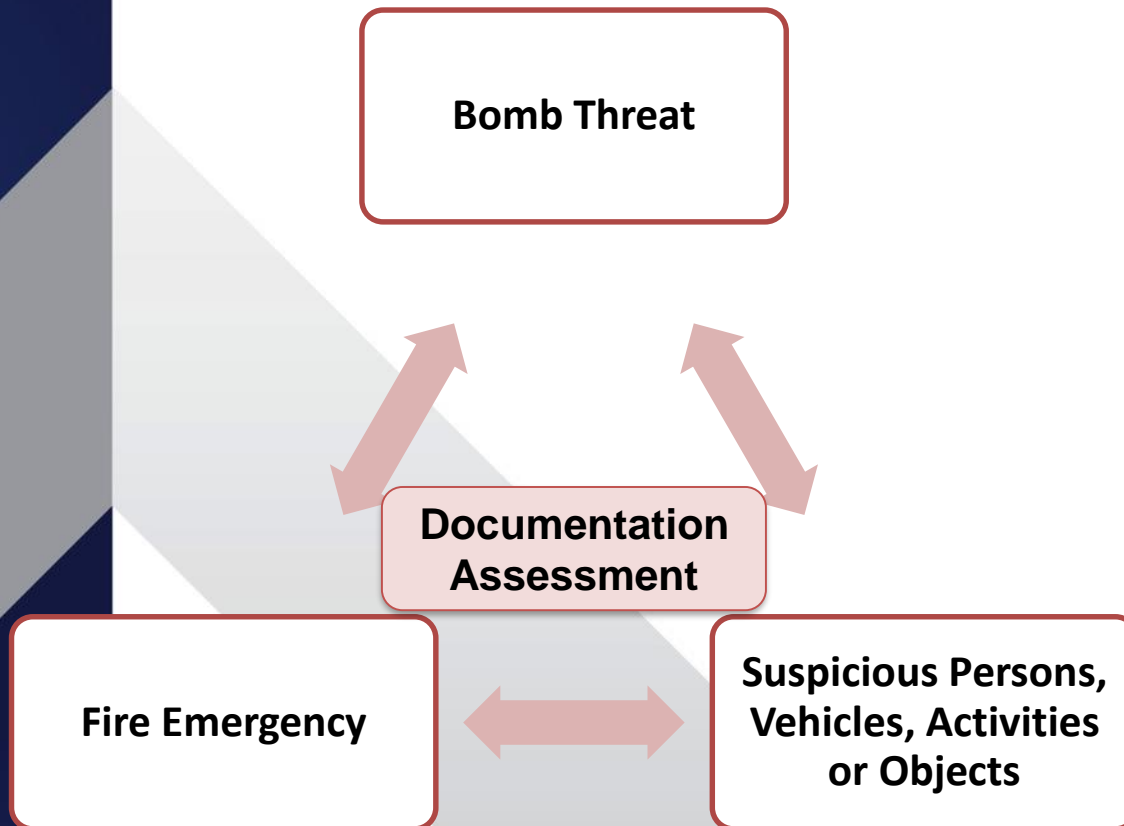 Bomb Threat
Documentation
Assessment
Fire Emergency
Suspicious Persons,
Vehicles, Activities
or Objects